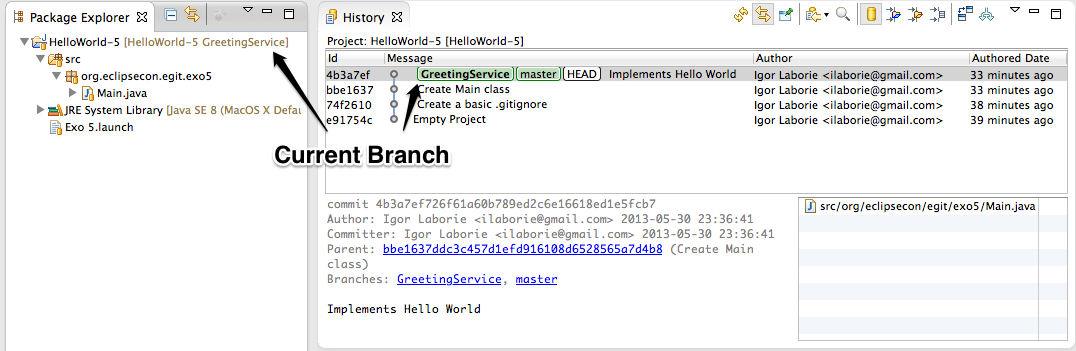 Package Explorer
HelloWorld-5 [HelloWorld-5 GreetingService]
src
org.eclipsecon.egit.exo5
Main.java
JRE System Library [Java SE 8 (MacOS X Defau
Exo 5.launch
Current Branch
History
Project: HelloWorld-5 [HelloWorld-5]
Id Message Author Authored Date
4b3a7ef GreetingService master HEAD Implements Hello World Igor Laborie <ilaborie@gmail.com> 33 minutes ago
bbe1637 Create Main class Igor Laborie <ilaborie@gmail.com> 33 minutes ago
74f2610 Create a basic .gitignore Igor Laborie <ilaborie@gmail.com> 38 minutes ago
e91754c Empty Project Igor Laborie <ilaborie@gmail.com> 39 minutes ago
commit 4b3a7ef726f61a60b789ed2c6e16618ed1e5fcb7
Author: Igor Laborie <ilaborie@gmail.com> 2013-05-30 23:36:41
Committer: Igor Laborie <ilaborie@gmail.com> 2013-05-30 23:36:41
Parent: bbe1637ddc3c457d1efd916108d6528565a7d4b8 (Create Main
class)
Branches: GreetingService, master
Implements Hello World
src/org/eclipsecon/egit/exo5/Main.java